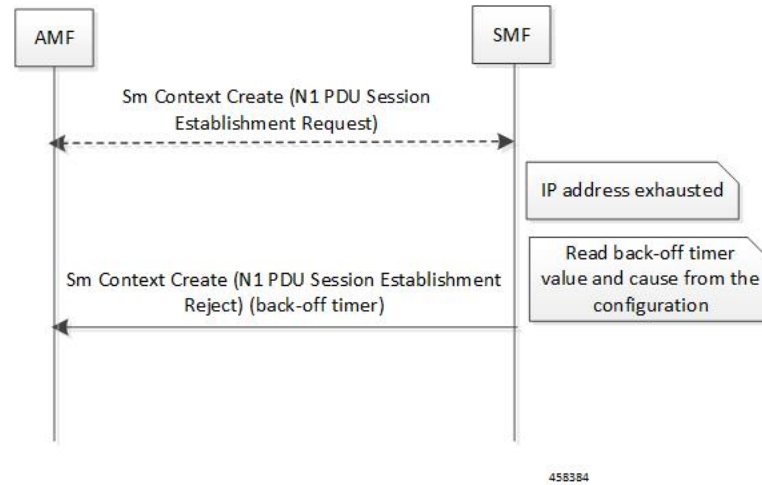 AMF
SMF
Sm Context Create (N1 PDU Session
Establishment Request)
IP address exhausted
Read back-off timer
value and cause from the
configuration
Sm Context Create (N1 PDU Session Establishment
Reject) (back-off timer)
458384